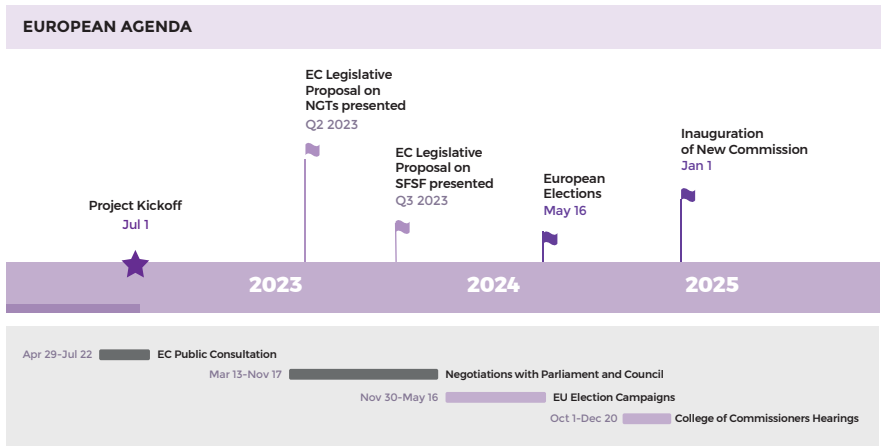 EUROPEAN AGENDA
EC Legislative
Proposal on
NGTs presented
Q2 2023
EC Legislative
Proposal on
SFSF presented
Q3 2023
Inauguration
of New Commission
Jan 1
European
Elections
May 16
Project Kickoff
Jul 1
2023
2024
2025
Apr 29-Jul 22 EC Public Consultation
Mar 13-Nov 17 Negotiations with Parliament and Council
Nov 30-May 16 EU Election Campaigns
Oct 1-Dec 20 College of Commissioners Hearings